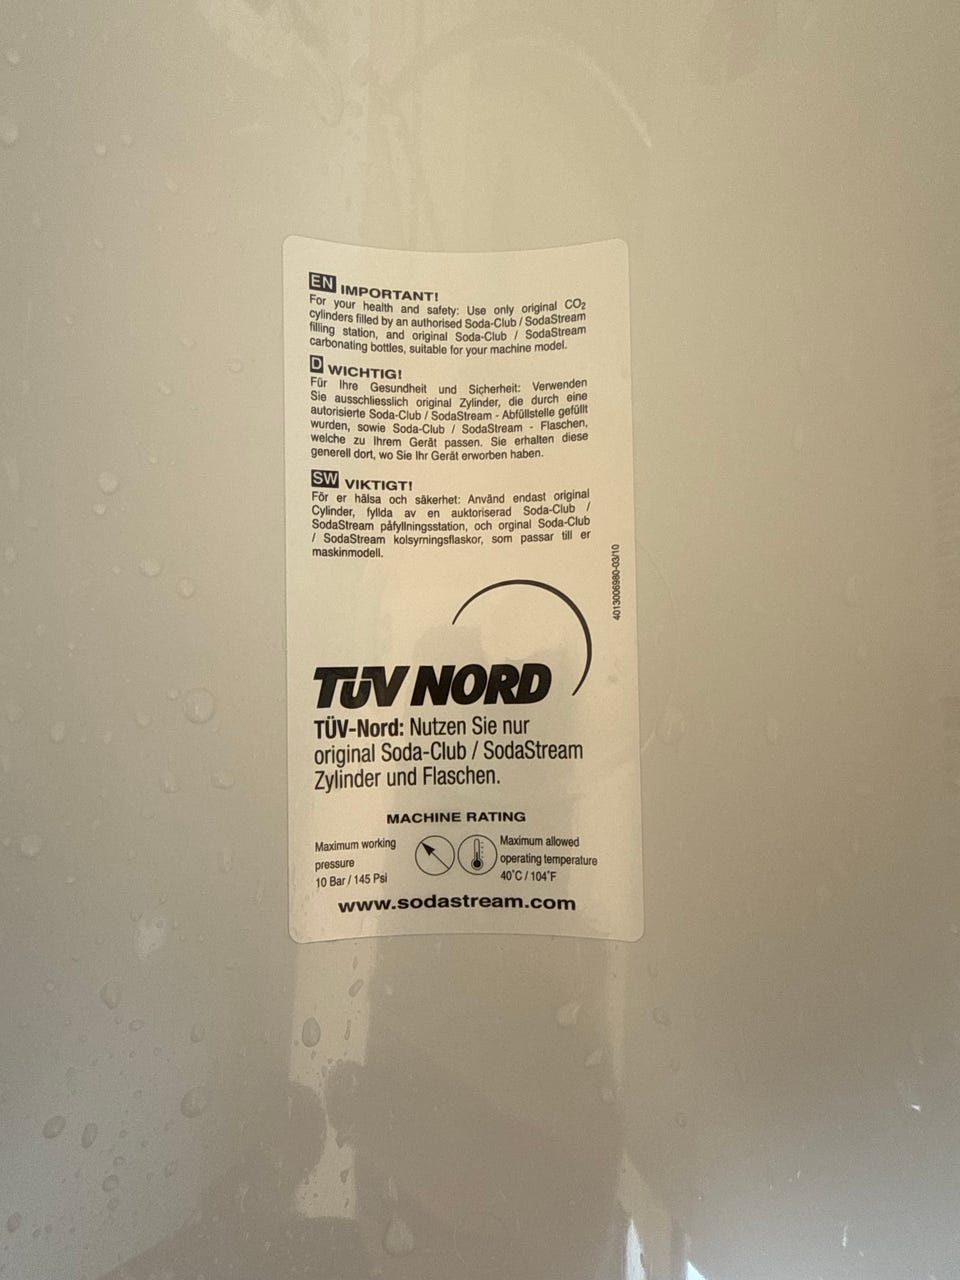 EN IMPORTANT!
For your health and safety: Use only original CO₂
cylinders filled by an authorised Soda-Club / SodaStream
filling station, and original Soda-Club / SodaStream
carbonating bottles, suitable for your machine model.
D WICHTIG!
Für Ihre Gesundheit und Sicherheit: Verwenden
Sie ausschliesslich original Zylinder, die durch eine
autorisierte Soda-Club / SodaStream - Abfüllstelle gefüllt
wurden, sowie Soda-Club / SodaStream - Flaschen,
welche zu Ihrem Gerät passen. Sie erhalten diese
generell dort, wo Sie Ihr Gerät erworben haben.
SW VIKTIGT!
För er hälsa och säkerhet: Använd endast original
Cylinder, fyllda av en auktoriserad Soda-Club /
SodaStream påfyllningsstation, och orginal Soda-Club
/ SodaStream kolsyrningsflaskor, som passar till er
maskinmodell.
4013006980-03/10
TÜV NORD
TÜV-Nord: Nutzen Sie nur
original Soda-Club / SodaStream
Zylinder und Flaschen.
MACHINE RATING
Maximum working
pressure
10 Bar / 145 Psi
Maximum allowed
operating temperature
40°C / 104°F
www.sodastream.com